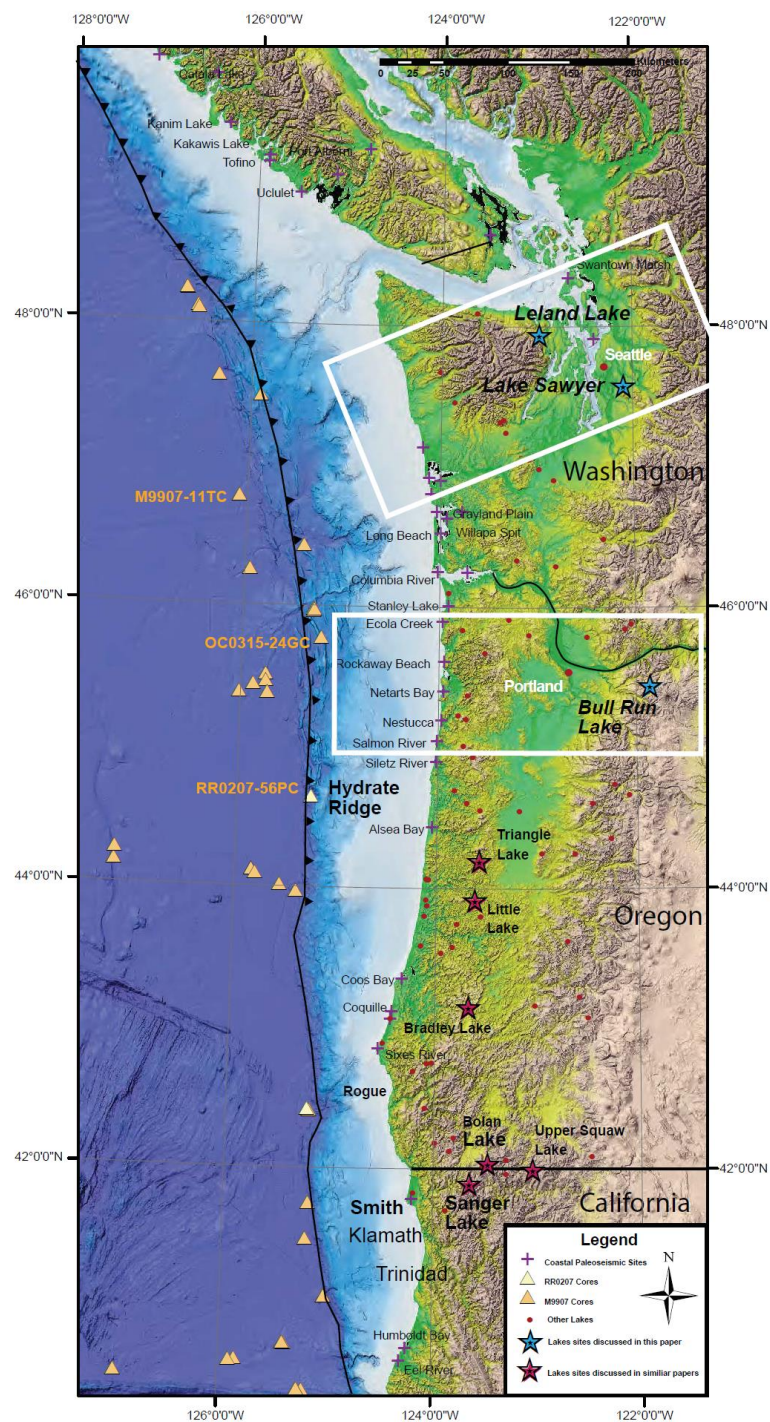 128°0'0"W
126°0'0"W
124°0'0"W
122°0'0"W
0
25
50
100
150
200
Kilometers
Kanim Lake
Kakawis Lake
Port Alberni
Tofino
Uclulet
Swantown Marsh
48°0'0"N
48°0'0"N
Leland Lake
Seattle
Lake Sawyer
Washington
M9907-11TC
Grayland Plain
Long Beach
Willapa Spit
Columbia River
46°0'0"N
46°0'0"N
Stanley Lake
Ecola Creek
OC0315-24GC
Rockaway Beach
Portland
Netarts Bay
Bull Run
Lake
Nestucca
Salmon River
Siletz River
RR0207-56PC
Hydrate
Ridge
Alsea Bay
Triangle
Lake
44°0'0"N
44°0'0"N
Little
Lake
Oregon
Coos Bay
Coquille
Bradley Lake
Sixes River
Rogue
Bolan
Lake
Upper Squaw
Lake
42°0'0"N
42°0'0"N
Smith
Sanger
Lake
California
Klamath
Trinidad
Humboldt Bay
Eel River
Legend
N
Coastal Paleoseismic Sites
RR0207 Cores
M9907 Cores
Other Lakes
Lakes sites discussed in this paper
Lakes sites discussed in similiar papers
126°0'0"W
124°0'0"W
122°0'0"W